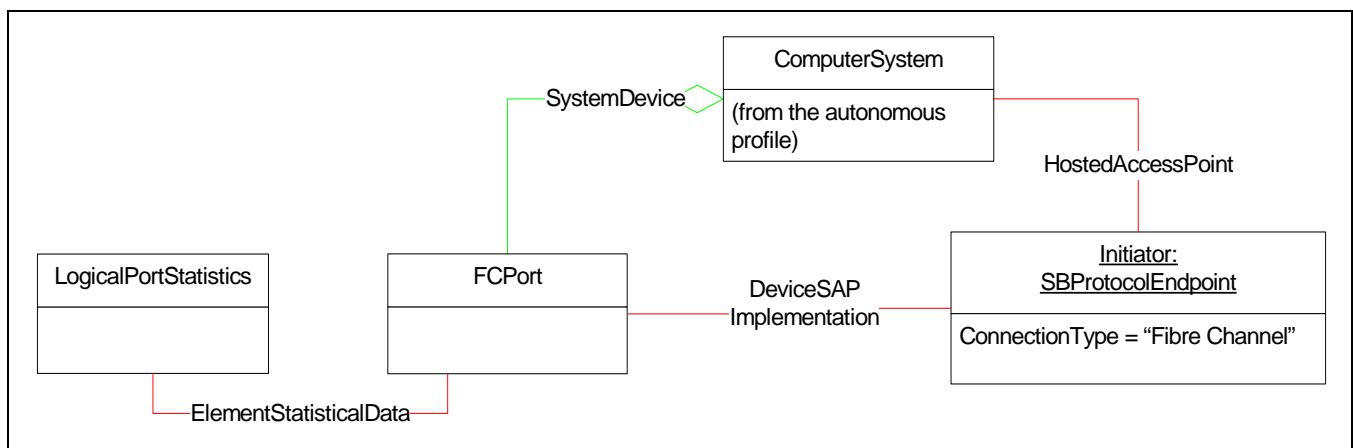 ComputerSystem
SystemDevice
(from the autonomous
profile)
HostedAccessPoint
LogicalPortStatistics
FCPort
Initiator:
SBProtocolEndpoint
DeviceSAP
Implementation
ConnectionType = “Fibre Channel”
ElementStatisticalData